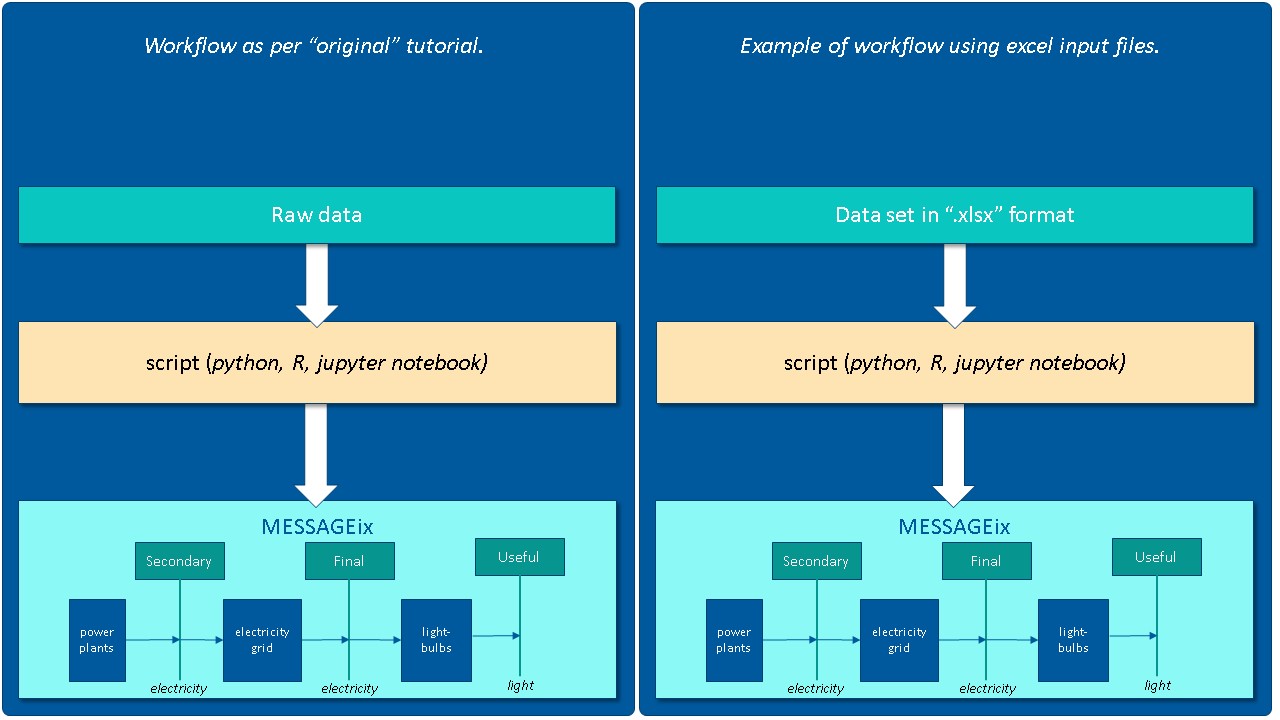 Workflow as per “original” tutorial.
Raw data
script (python, R, jupyter notebook)
MESSAGEix
Secondary
Final
Useful
power
plants
electricity
grid
light-
bulbs
electricity
electricity
light
Example of workflow using excel input files.
Data set in “.xlsx” format
script (python, R, jupyter notebook)
MESSAGEix
Secondary
Final
Useful
power
plants
electricity
grid
light-
bulbs
electricity
electricity
light